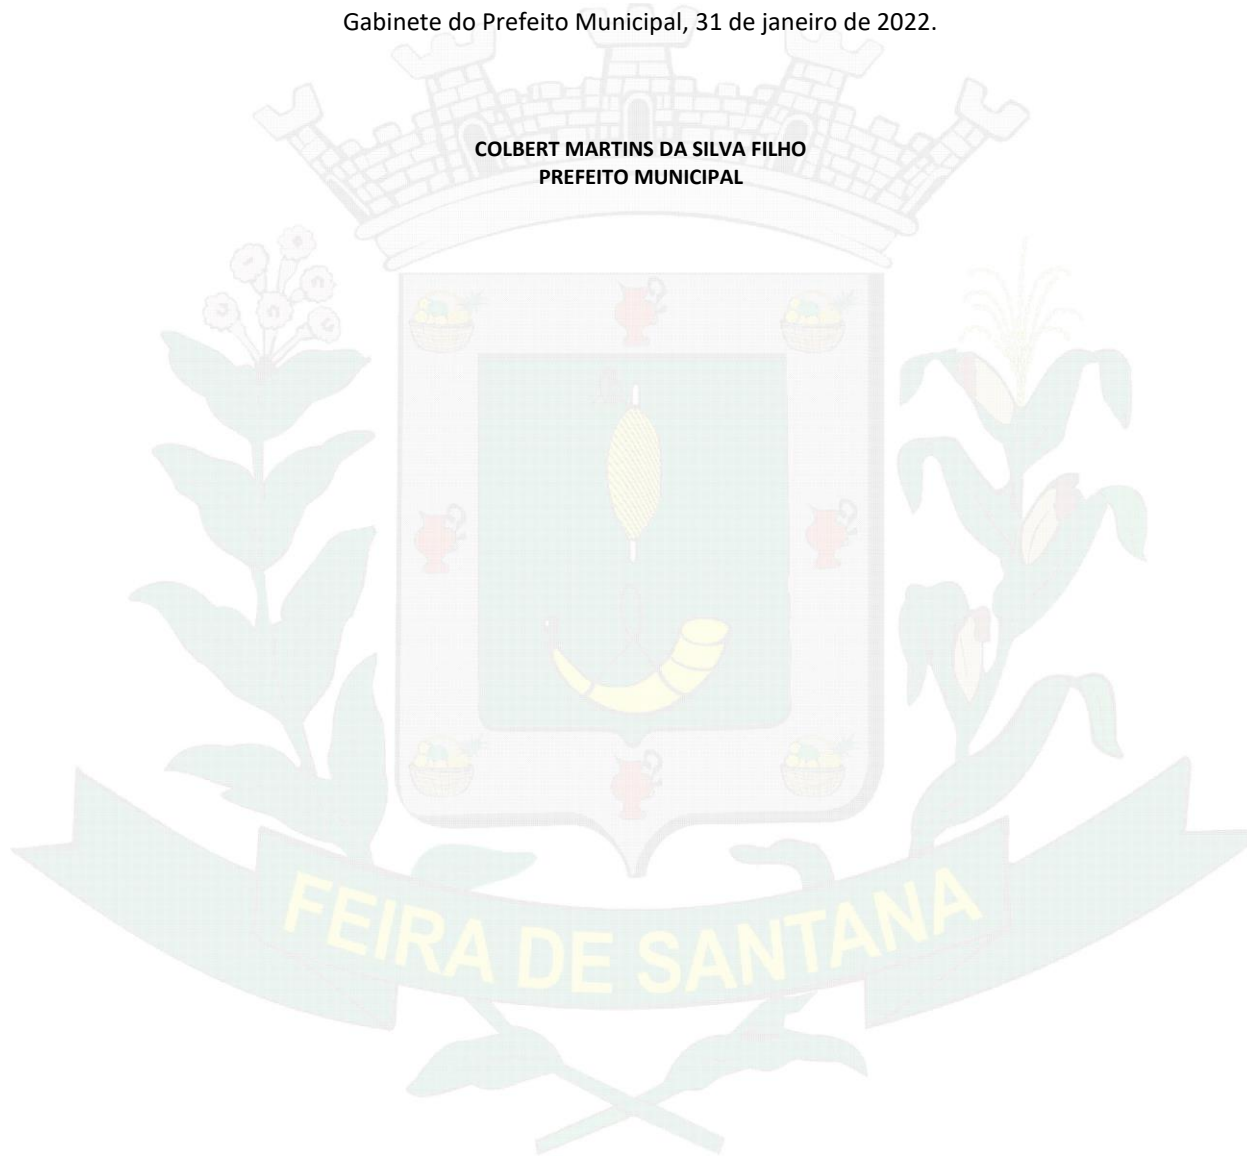 Gabinete do Prefeito Municipal, 31 de janeiro de 2022.
COLBERT MARTINS DA SILVA FILHO
PREFEITO MUNICIPAL
FEIRA DE SANTANA